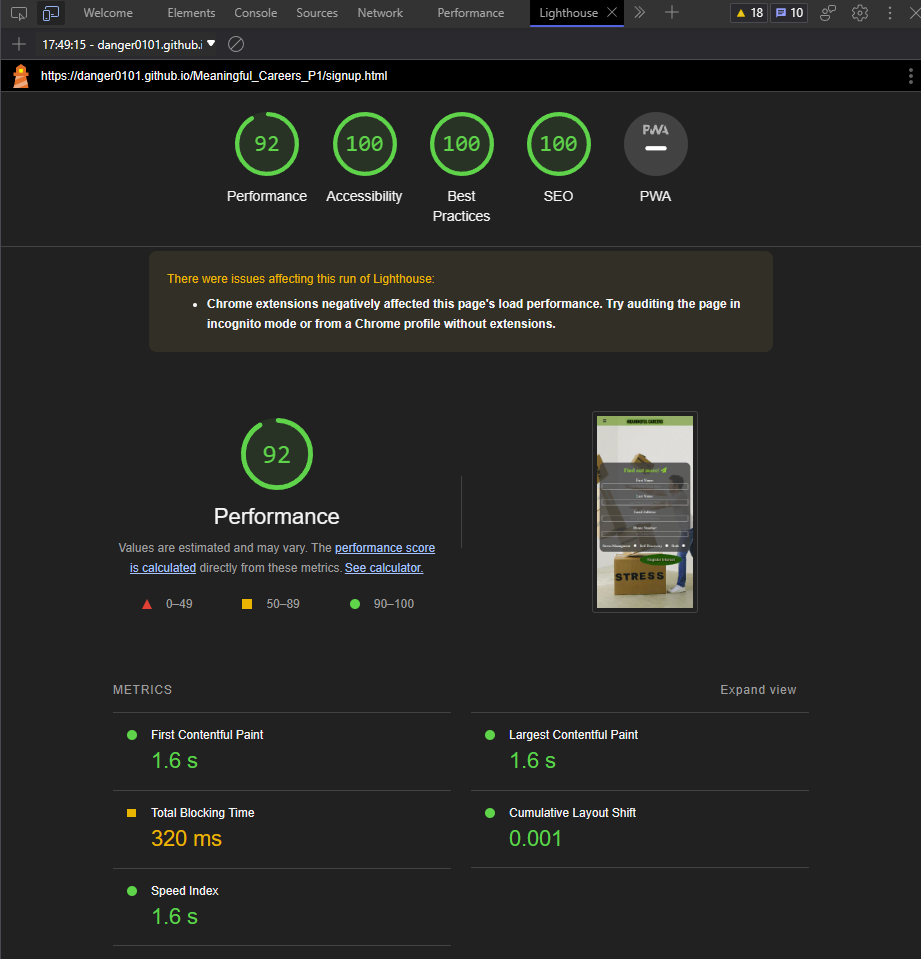 Welcome Elements Console Sources Network Performance Lighthouse 18 10
17:49:15 - danger0101.github.i
https://danger0101.github.io/Meaningful_Careers_P1/signup.html
92 100 100 100 PWA
Performance Accessibility Best Practices SEO PWA
There were issues affecting this run of Lighthouse:
Chrome extensions negatively affected this page's load performance. Try auditing the page in
incognito mode or from a Chrome profile without extensions.
92
Performance
Values are estimated and may vary. The performance score
is calculated directly from these metrics. See calculator.
0–49 50–89 90–100
MEANINGFUL CAREERS
Find out more!
First Name
Last Name
Email Address
Phone Number
STRESS
METRICS Expand view
First Contentful Paint
1.6 s
Largest Contentful Paint
1.6 s
Total Blocking Time
320 ms
Cumulative Layout Shift
0.001
Speed Index
1.6 s